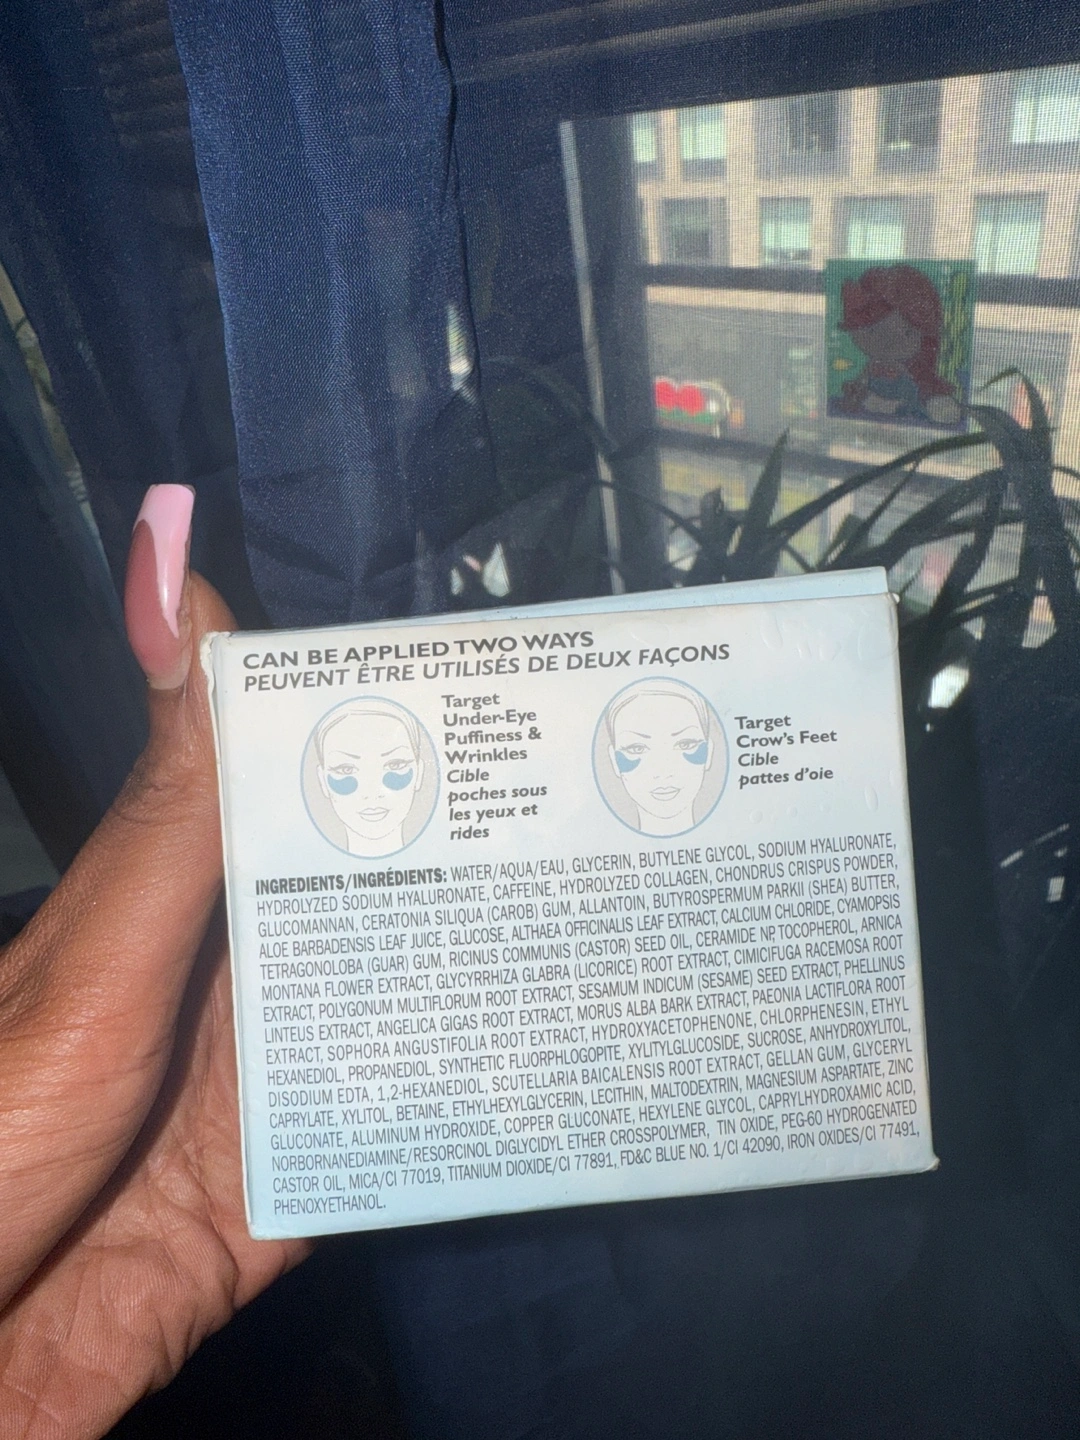 CAN BE APPLIED TWO WAYS
PEUVENT ÊTRE UTILISÉS DE DEUX FAÇONS
Target
Under-Eye
Puffiness &
Wrinkles
Cible
poches sous
les yeux et
rides
Target
Crow's Feet
Cible
pattes d'oie
INGREDIENTS/INGRÉDIENTS: WATER/AQUA/EAU, GLYCERIN, BUTYLENE GLYCOL, SODIUM HYALURONATE,
HYDROLYZED SODIUM HYALURONATE, CAFFEINE, HYDROLYZED COLLAGEN, CHONDRUS CRISPUS POWDER,
GLUCOMANNAN, CERATONIA SILIQUA (CAROB) GUM, ALLANTOIN, BUTYROSPERMUM PARKII (SHEA) BUTTER,
ALOE BARBADENSIS LEAF JUICE, GLUCOSE, ALTHAEA OFFICINALIS LEAF EXTRACT, CALCIUM CHLORIDE, CYAMOPSIS
TETRAGONOLOBA (GUAR) GUM, RICINUS COMMUNIS (CASTOR) SEED OIL, CERAMIDE NP, TOCOPHEROL, ARNICA
MONTANA FLOWER EXTRACT, GLYCYRRHIZA GLABRA (LICORICE) ROOT EXTRACT, CIMICIFUGA RACEMOSA ROOT
EXTRACT, POLYGONUM MULTIFLORUM ROOT EXTRACT, SESAMUM INDICUM (SESAME) SEED EXTRACT, PHELLINUS
LINTEUS EXTRACT, ANGELICA GIGAS ROOT EXTRACT, MORUS ALBA BARK EXTRACT, PAEONIA LACTIFLORA ROOT
EXTRACT, SOPHORA ANGUSTIFOLIA ROOT EXTRACT, HYDROXYACETOPHENONE, CHLORPHENESIN, ETHYL
HEXANEDIOL, PROPANEDIOL, SYNTHETIC FLUORPHLOGOPITE, XYLITYLGLUCOSIDE, SUCROSE, ANHYDROXYLITOL,
DISODIUM EDTA, 1,2-HEXANEDIOL, SCUTELLARIA BAICALENSIS ROOT EXTRACT, GELLAN GUM, GLYCERYL
CAPRYLATE, XYLITOL, BETAINE, ETHYLHEXYLGLYCERIN, LECITHIN, MALTODEXTRIN, MAGNESIUM ASPARTATE, ZINC
GLUCONATE, ALUMINUM HYDROXIDE, COPPER GLUCONATE, HEXYLENE GLYCOL, CAPRYLHYDROXAMIC ACID,
NORBORNANEDIAMINE/RESORCINOL DIGLYCIDYL ETHER CROSSPOLYMER, TIN OXIDE, PEG-60 HYDROGENATED
CASTOR OIL, MICA/CI 77019, TITANIUM DIOXIDE/CI 77891, FD&C BLUE NO. 1/CI 42090, IRON OXIDES/CI 77491,
PHENOXYETHANOL.